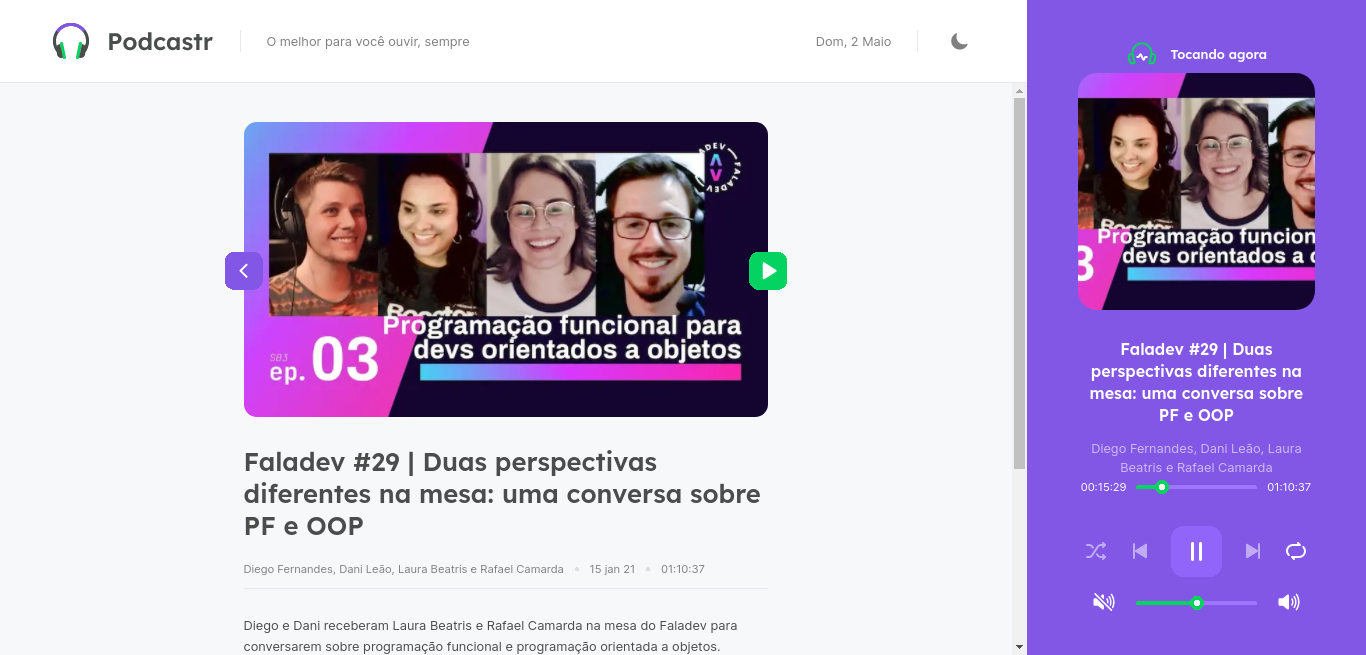 Podcastr
O melhor para você ouvir, sempre
Dom, 2 Maio
DEV FALADEV FALADEV
Programação funcional para
devs orientados a objetos
S03
ep. 03
Faladev #29 | Duas perspectivas
diferentes na mesa: uma conversa sobre
PF e OOP
Diego Fernandes, Dani Leão, Laura Beatris e Rafael Camarda • 15 jan 21 • 01:10:37
Diego e Dani receberam Laura Beatris e Rafael Camarda na mesa do Faladev para
conversarem sobre programação funcional e programação orientada a objetos.
Tocando agora
Programação funcion
devs orientados a o
3
Faladev #29 | Duas
perspectivas diferentes na
mesa: uma conversa sobre
PF e OOP
Diego Fernandes, Dani Leão, Laura
Beatris e Rafael Camarda
00:15:29 01:10:37